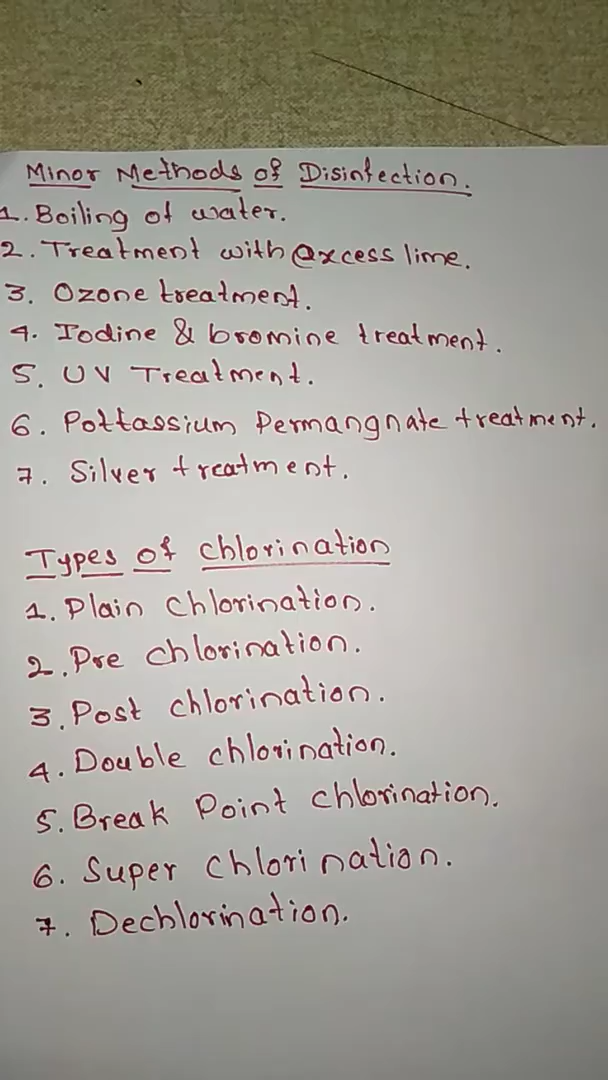 Minor Methods of Disinfection.
1. Boiling of water.
2. Treatment with excess lime.
3. Ozone treatment.
4. Iodine & bromine treatment.
5. UV Treatment.
6. Pottassium Permangnate treatment.
7. Silver treatment.
Types of chlorination
1. Plain chlorination.
2. Pre chlorination.
3. Post chlorination.
4. Double chlorination.
5. Break Point chlorination.
6. Super chlorination.
7. Dechlorination.